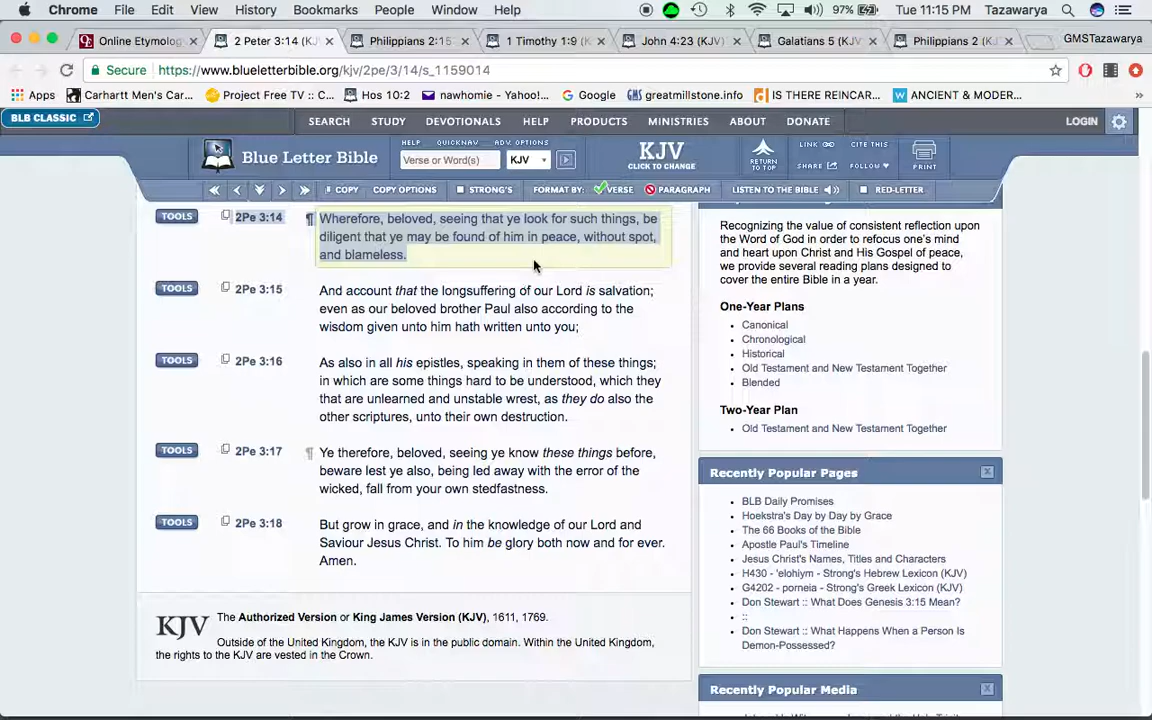 Chrome File Edit View History Bookmarks People Window Help 97% Tue 11:15 PM Tazawarya
Online Etymolog
2 Peter 3:14 (KJ
Philippians 2:15
1 Timothy 1:9 (K
John 4:23 (KJV)
Galatians 5 (KJV
Philippians 2 (KJ
GMSTazawarya
Secure https://www.blueletterbible.org/kjv/2pe/3/14/s_1159014
Apps Carhartt Men's Car... Project Free TV :: C... Hos 10:2 nawhomie - Yahoo!... Google GMS greatmillstone.info IS THERE REINCAR... ANCIENT & MODER... »
BLB CLASSIC
SEARCH STUDY DEVOTIONALS HELP PRODUCTS MINISTRIES ABOUT DONATE LOGIN
Blue Letter Bible
HELP QUICKNAV ADV. OPTIONS
Verse or Word(s) KJV
KJV
CLICK TO CHANGE
RETURN
TO TOP
LINK CITE THIS
SHARE FOLLOW
PRINT
COPY COPY OPTIONS STRONG'S FORMAT BY: VERSE PARAGRAPH LISTEN TO THE BIBLE RED-LETTER
TOOLS 2Pe 3:14 ¶ Wherefore, beloved, seeing that ye look for such things, be
diligent that ye may be found of him in peace, without spot,
and blameless.
TOOLS 2Pe 3:15 And account that the longsuffering of our Lord is salvation;
even as our beloved brother Paul also according to the
wisdom given unto him hath written unto you;
TOOLS 2Pe 3:16 As also in all his epistles, speaking in them of these things;
in which are some things hard to be understood, which they
that are unlearned and unstable wrest, as they do also the
other scriptures, unto their own destruction.
TOOLS 2Pe 3:17 ¶ Ye therefore, beloved, seeing ye know these things before,
beware lest ye also, being led away with the error of the
wicked, fall from your own stedfastness.
TOOLS 2Pe 3:18 But grow in grace, and in the knowledge of our Lord and
Saviour Jesus Christ. To him be glory both now and for ever.
Amen.
KJV The Authorized Version or King James Version (KJV), 1611, 1769.
Outside of the United Kingdom, the KJV is in the public domain. Within the United Kingdom,
the rights to the KJV are vested in the Crown.
Recognizing the value of consistent reflection upon
the Word of God in order to refocus one's mind
and heart upon Christ and His Gospel of peace,
we provide several reading plans designed to
cover the entire Bible in a year.
One-Year Plans
Canonical
Chronological
Historical
Old Testament and New Testament Together
Blended
Two-Year Plan
Old Testament and New Testament Together
Recently Popular Pages
BLB Daily Promises
Hoekstra's Day by Day by Grace
The 66 Books of the Bible
Apostle Paul's Timeline
Jesus Christ's Names, Titles and Characters
H430 - 'elohiym - Strong's Hebrew Lexicon (KJV)
G4202 - porneia - Strong's Greek Lexicon (KJV)
Don Stewart :: What Does Genesis 3:15 Mean?
::
Don Stewart :: What Happens When a Person Is
Demon-Possessed?
Recently Popular Media